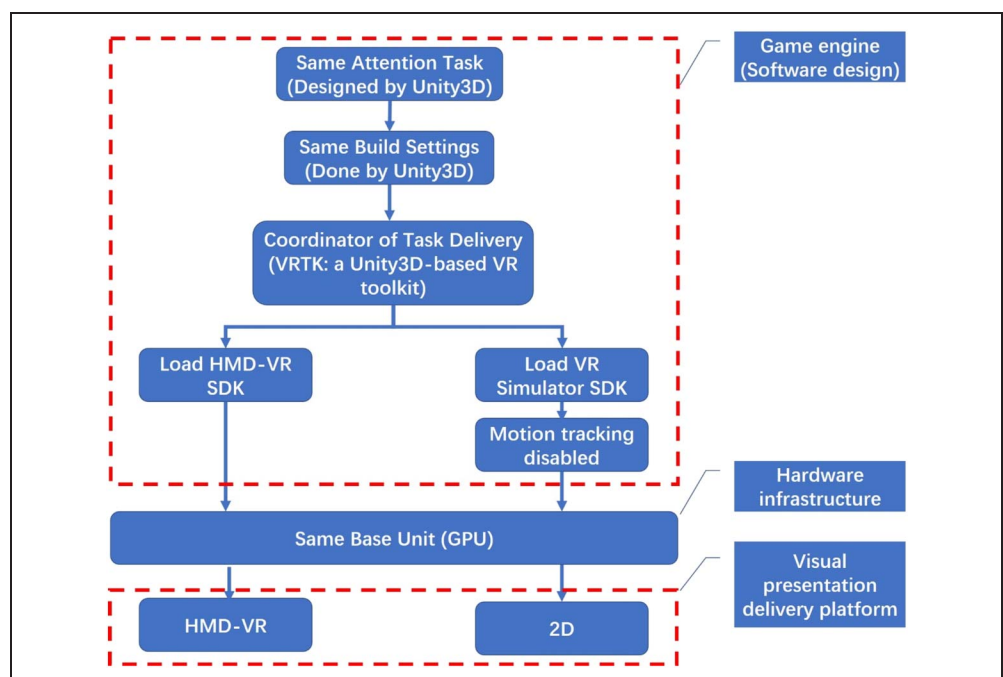 Same Attention Task
(Designed by Unity3D)
Game engine
(Software design)
Same Build Settings
(Done by Unity3D)
Coordinator of Task Delivery
(VRTK: a Unity3D-based VR
toolkit)
Load HMD-VR
SDK
Load VR
Simulator SDK
Motion tracking
disabled
Hardware
infrastructure
Same Base Unit (GPU)
Visual
presentation
delivery platform
HMD-VR
2D